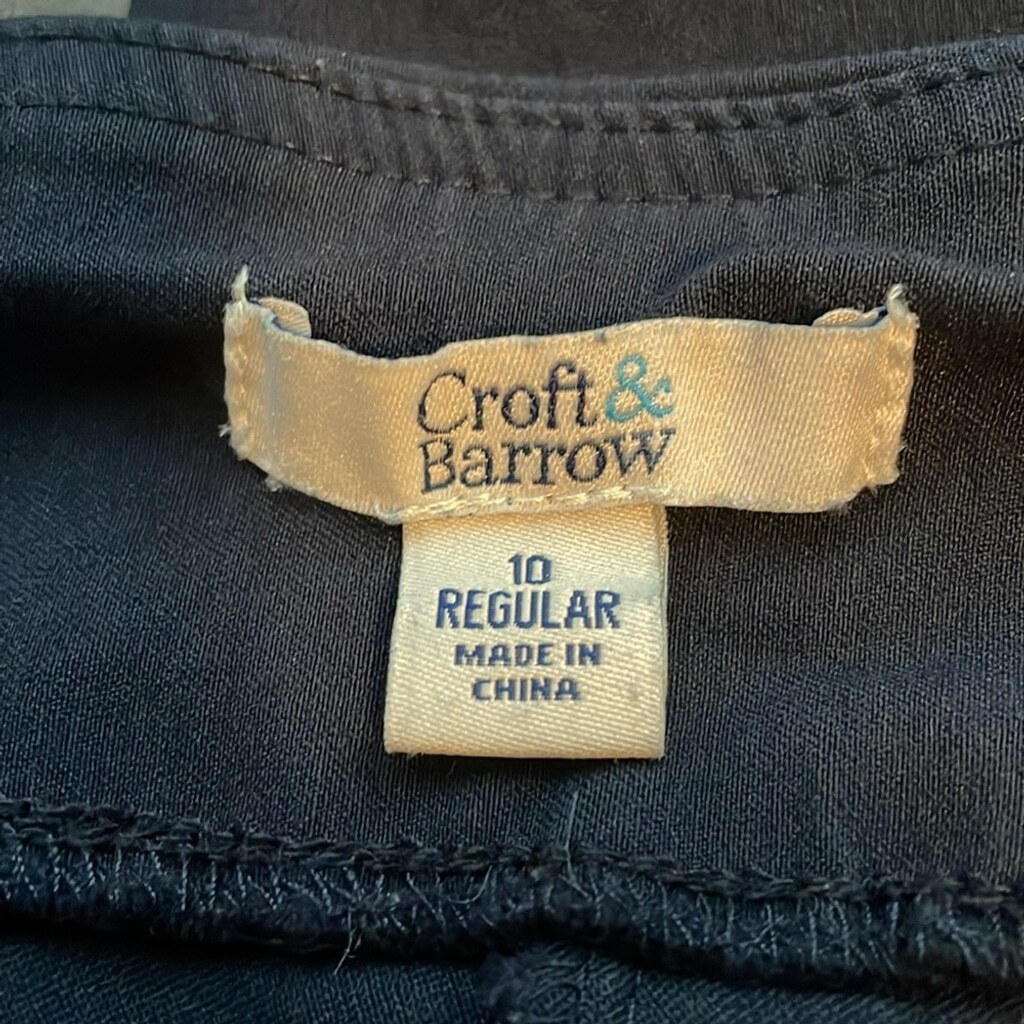 Croft &
Barrow
10
REGULAR
MADE IN
CHINA